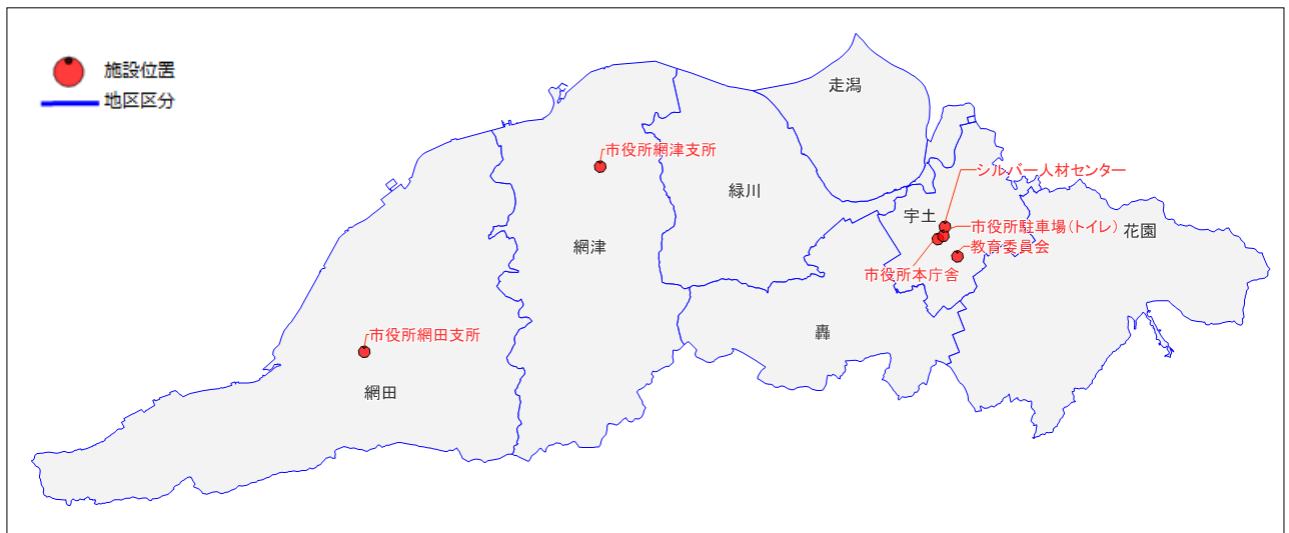 施設位置
地区区分
走潟
市役所網津支所
シルバー人材センター
緑川
宇土
市役所駐車場(トイレ)
花園
網津
教育委員会
市役所本庁舎
市役所網田支所
轟
網田